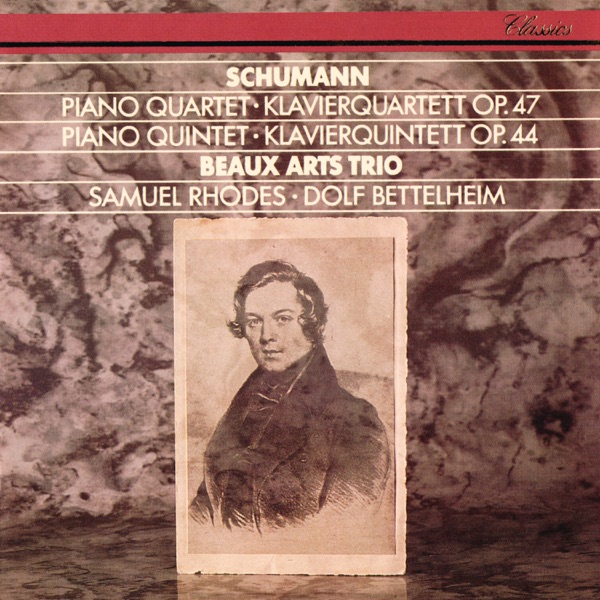 Classics
SCHUMANN
PIANO QUARTET · KLAVIERQUARTETT OP. 47
PIANO QUINTET · KLAVIERQUINTETT OP. 44
BEAUX ARTS TRIO
SAMUEL RHODES · DOLF BETTELHEIM